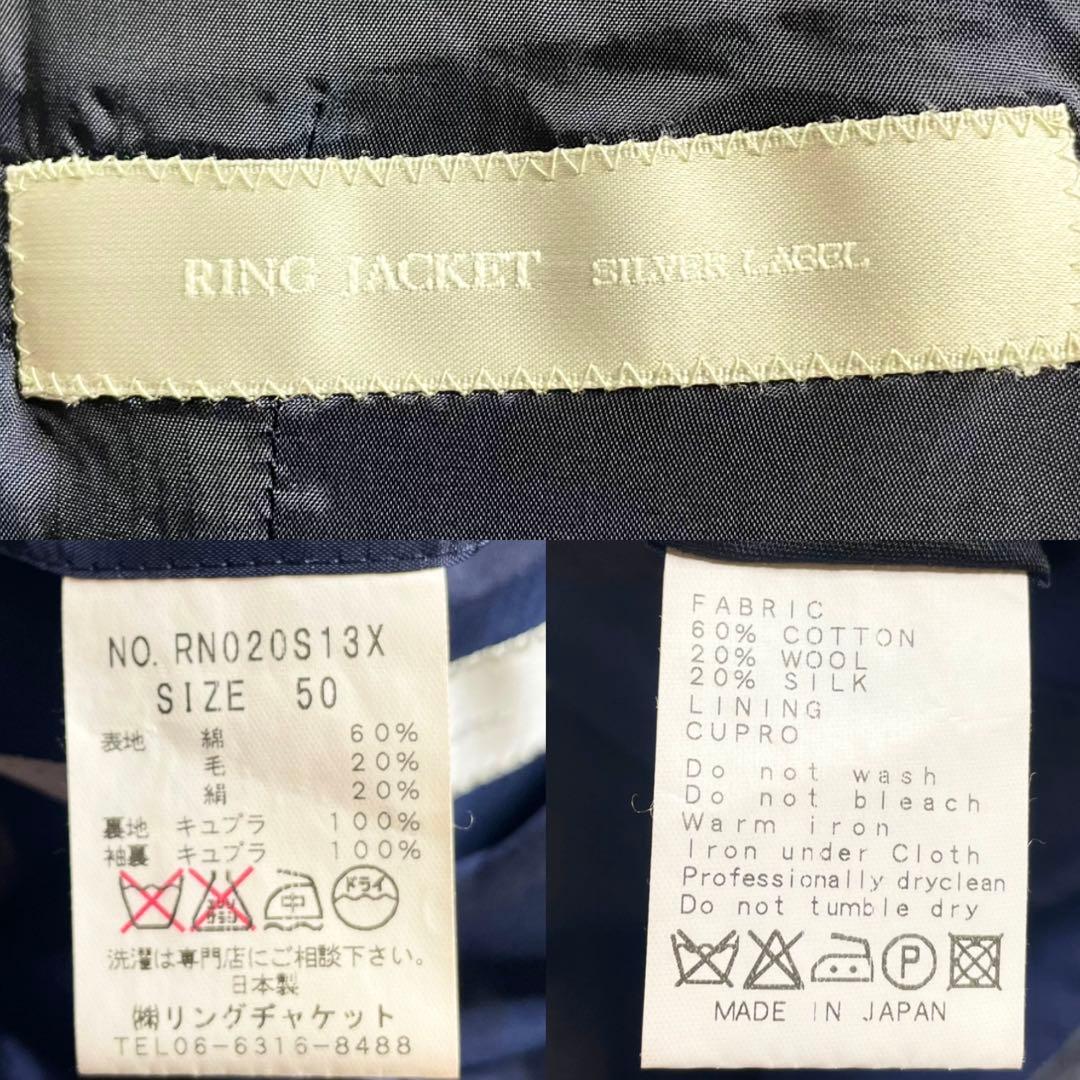 RING JACKET SILVER LABEL
NO. RN020S13X
SIZE 50
表地 綿 60%
毛 20%
絹 20%
裏地 キュプラ 100%
袖裏 キュプラ 100%
中 ドライ
洗濯は専門店にご相談下さい。
日本製
㈱リングヂャケット
TEL06-6316-8488
FABRIC
60% COTTON
20% WOOL
20% SILK
LINING
CUPRO
Do not wash
Do not bleach
Warm iron
Iron under Cloth
Professionally dryclean
Do not tumble dry
P
MADE IN JAPAN